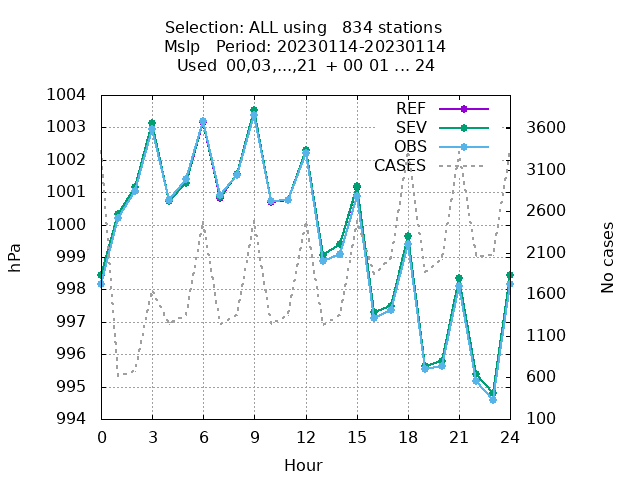 Selection: ALL using   834 stations
Mslp   Period: 20230114-20230114
Used 00,03,...,21 + 00 01 ... 24
REF
SEV
OBS
CASES
1004
1003
1002
1001
1000
999
998
997
996
995
994
hPa
3600
3100
2600
2100
1600
1100
600
100
No cases
0 3 6 9 12 15 18 21 24
Hour